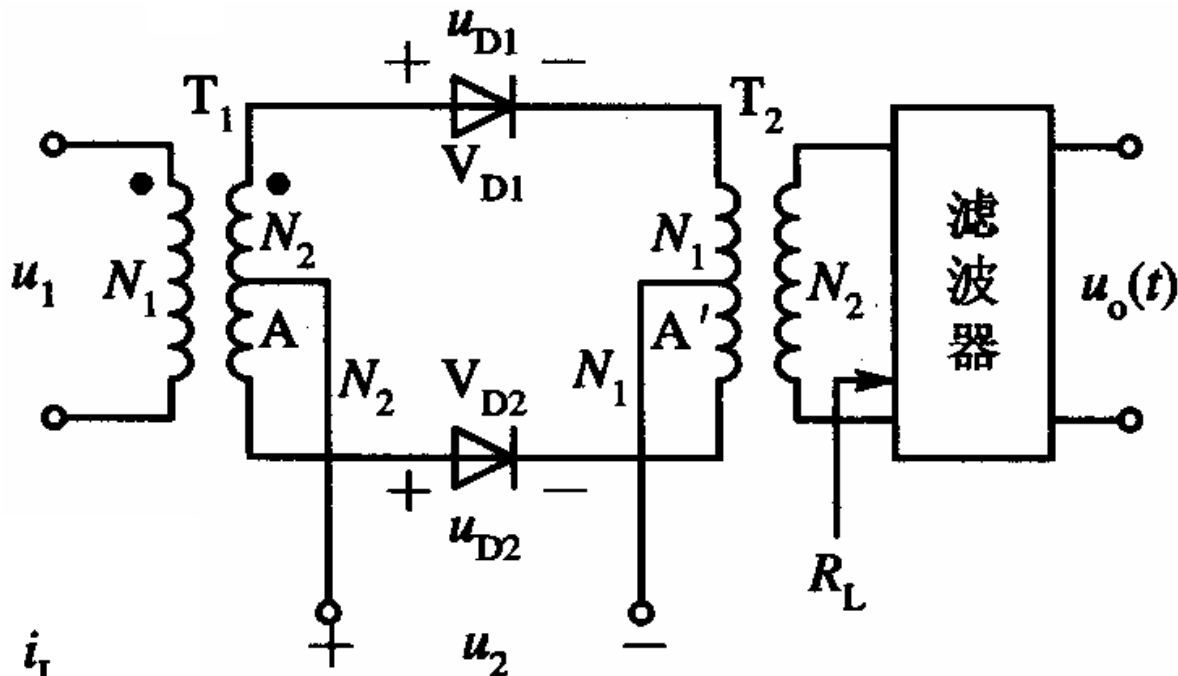 u_D1
+ −
T_1
T_2
V_D1
N_2
N_1
u_1
N_1
N_2
滤波器
u_o(t)
A
A′
N_2
V_D2
N_1
+ −
u_D2
R_L
+ u_2 −
i_L